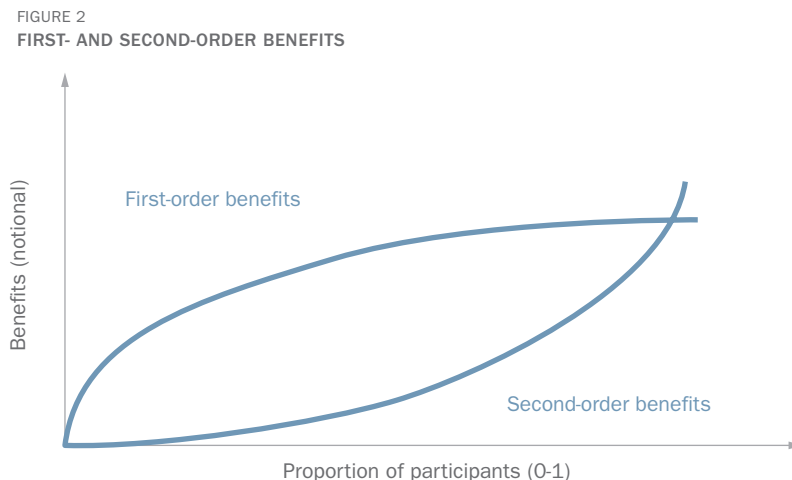 FIGURE 2
FIRST- AND SECOND-ORDER BENEFITS
Benefits (notional)
First-order benefits
Second-order benefits
Proportion of participants (0-1)